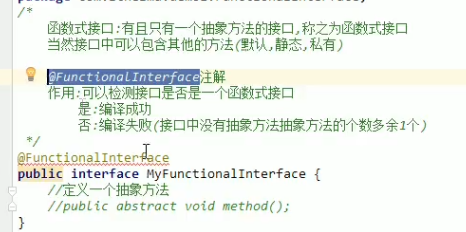 /*
函数式接口:有且只有一个抽象方法的接口,称之为函数式接口
当然接口中可以包含其他的方法(默认,静态,私有)
@FunctionalInterface注解
作用:可以检测接口是否是一个函数式接口
是:编译成功
否:编译失败(接口中没有抽象方法抽象方法的个数多余1个)
*/
@FunctionalInterface
public interface MyFunctionalInterface {
//定义一个抽象方法
//public abstract void method();
}